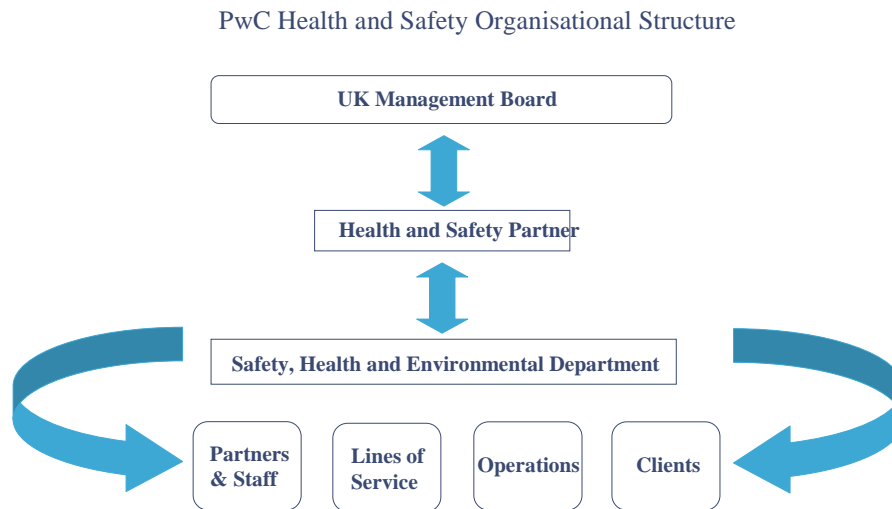 PwC Health and Safety Organisational Structure
UK Management Board
Health and Safety Partner
Safety, Health and Environmental Department
Partners
& Staff
Lines of
Service
Operations
Clients